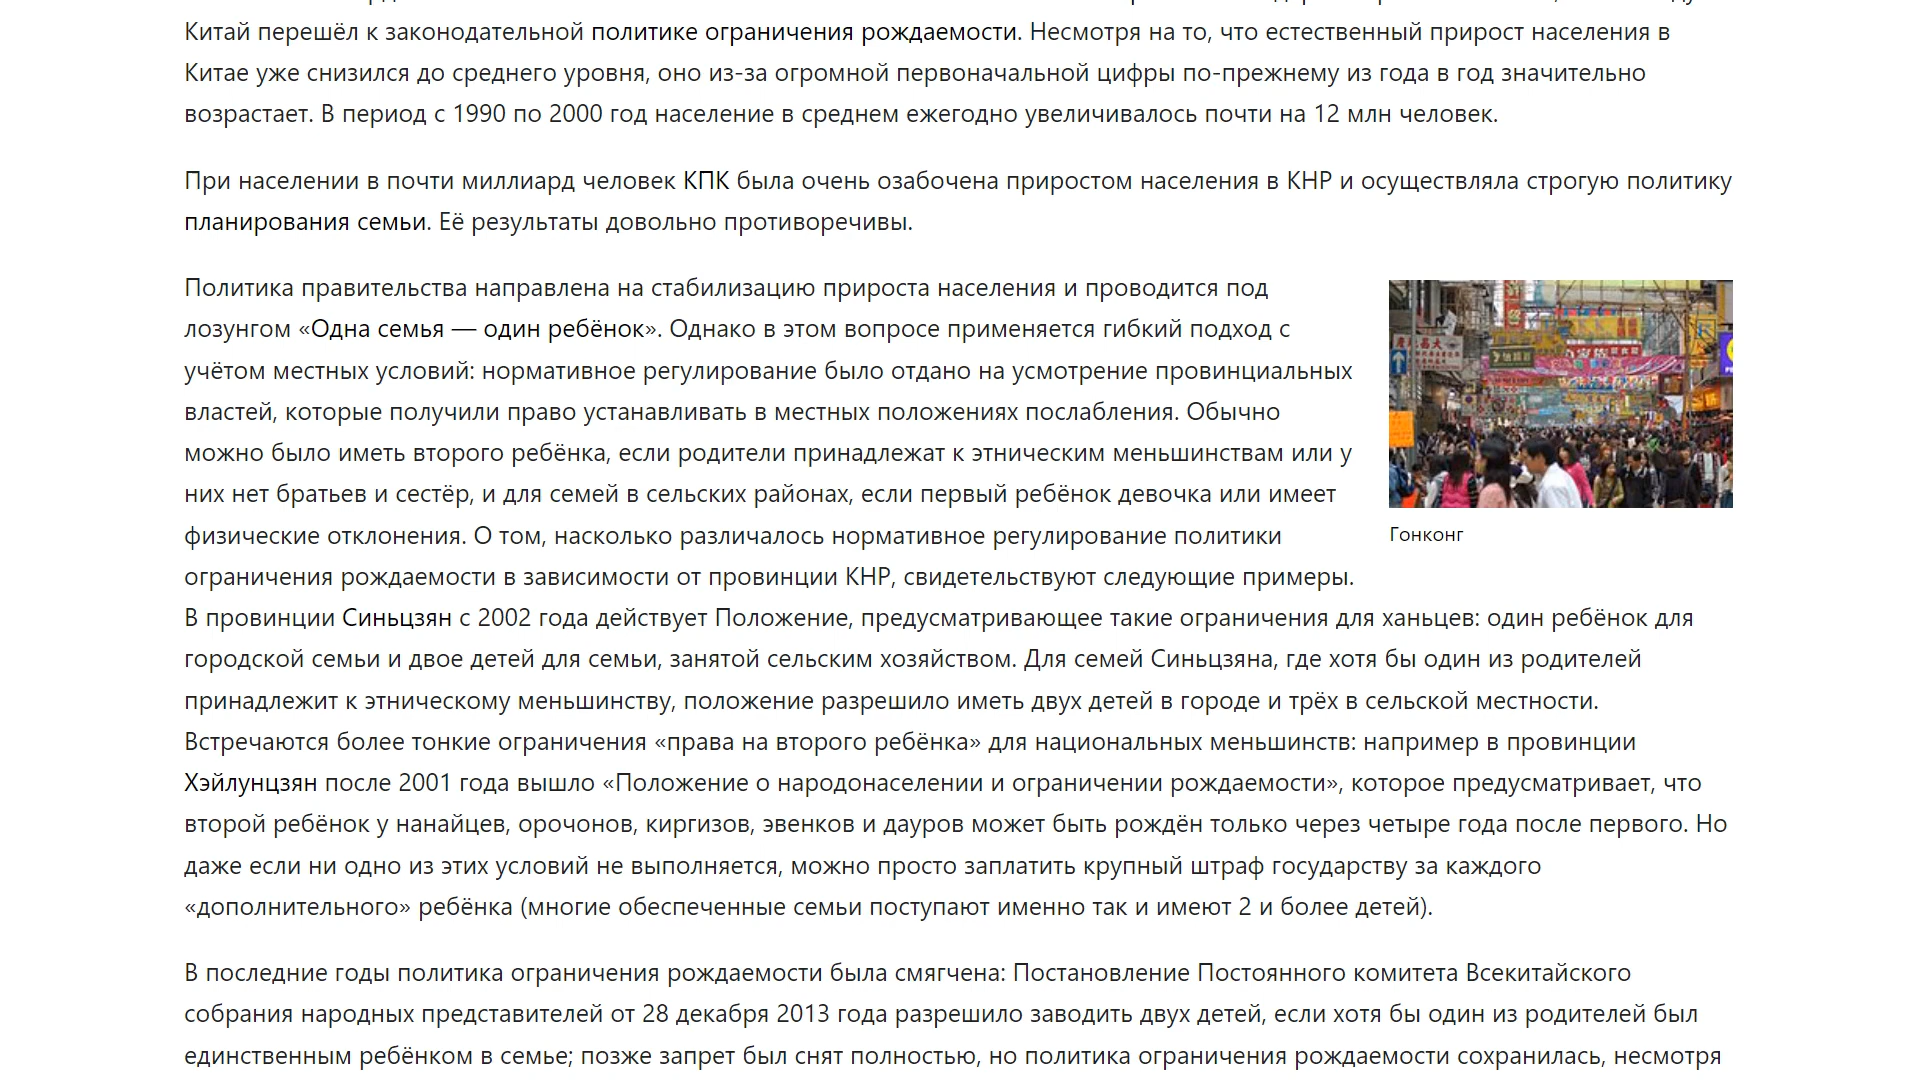 Китай перешёл к законодательной политике ограничения рождаемости. Несмотря на то, что естественный прирост населения в
Китае уже снизился до среднего уровня, оно из-за огромной первоначальной цифры по-прежнему из года в год значительно
возрастает. В период с 1990 по 2000 год население в среднем ежегодно увеличивалось почти на 12 млн человек.
При населении в почти миллиард человек КПК была очень озабочена приростом населения в КНР и осуществляла строгую политику
планирования семьи. Её результаты довольно противоречивы.
Политика правительства направлена на стабилизацию прироста населения и проводится под
лозунгом «Одна семья — один ребёнок». Однако в этом вопросе применяется гибкий подход с
учётом местных условий: нормативное регулирование было отдано на усмотрение провинциальных
властей, которые получили право устанавливать в местных положениях послабления. Обычно
можно было иметь второго ребёнка, если родители принадлежат к этническим меньшинствам или у
них нет братьев и сестёр, и для семей в сельских районах, если первый ребёнок девочка или имеет
физические отклонения. О том, насколько различалось нормативное регулирование политики
ограничения рождаемости в зависимости от провинции КНР, свидетельствуют следующие примеры.
Гонконг
В провинции Синьцзян с 2002 года действует Положение, предусматривающее такие ограничения для ханьцев: один ребёнок для
городской семьи и двое детей для семьи, занятой сельским хозяйством. Для семей Синьцзяна, где хотя бы один из родителей
принадлежит к этническому меньшинству, положение разрешило иметь двух детей в городе и трёх в сельской местности.
Встречаются более тонкие ограничения «права на второго ребёнка» для национальных меньшинств: например в провинции
Хэйлунцзян после 2001 года вышло «Положение о народонаселении и ограничении рождаемости», которое предусматривает, что
второй ребёнок у нанайцев, орочонов, киргизов, эвенков и дауров может быть рождён только через четыре года после первого. Но
даже если ни одно из этих условий не выполняется, можно просто заплатить крупный штраф государству за каждого
«дополнительного» ребёнка (многие обеспеченные семьи поступают именно так и имеют 2 и более детей).
В последние годы политика ограничения рождаемости была смягчена: Постановление Постоянного комитета Всекитайского
собрания народных представителей от 28 декабря 2013 года разрешило заводить двух детей, если хотя бы один из родителей был
единственным ребёнком в семье; позже запрет был снят полностью, но политика ограничения рождаемости сохранилась, несмотря